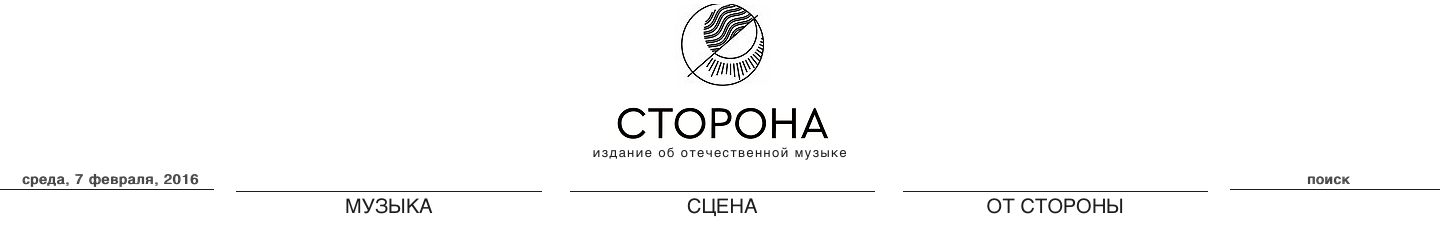 СТОРОНА
издание об отечественной музыке
среда, 7 февраля, 2016
поиск
МУЗЫКА
СЦЕНА
ОТ СТОРОНЫ